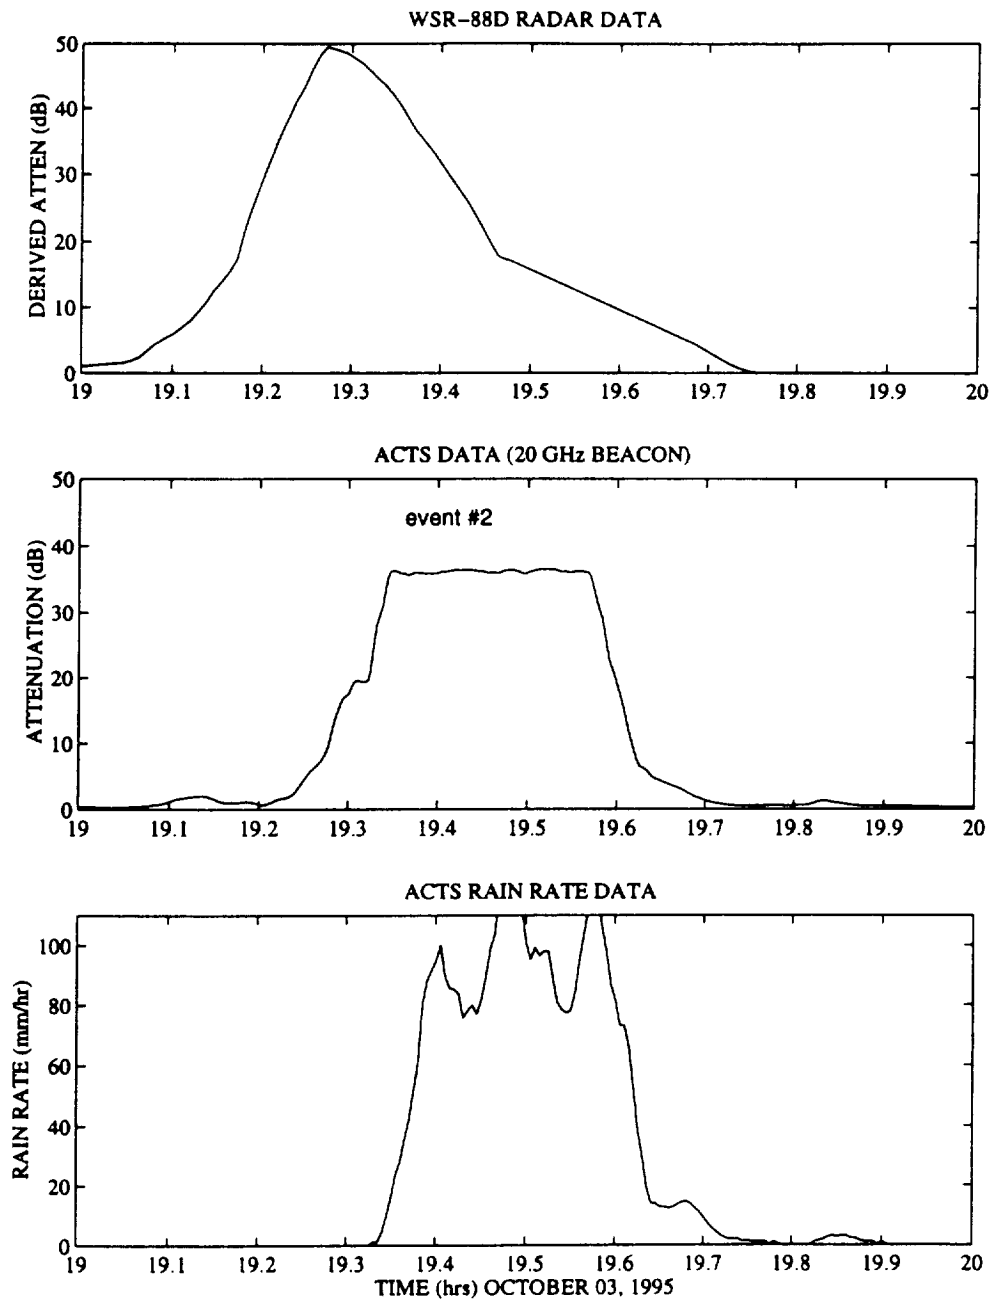 WSR-88D RADAR DATA
DERIVED ATTEN (dB)
50
40
30
20
10
0
19 19.1 19.2 19.3 19.4 19.5 19.6 19.7 19.8 19.9 20
ACTS DATA (20 GHz BEACON)
event #2
ATTENUATION (dB)
50
40
30
20
10
0
19 19.1 19.2 19.3 19.4 19.5 19.6 19.7 19.8 19.9 20
ACTS RAIN RATE DATA
RAIN RATE (mm/hr)
100
80
60
40
20
0
19 19.1 19.2 19.3 19.4 19.5 19.6 19.7 19.8 19.9 20
TIME (hrs) OCTOBER 03, 1995